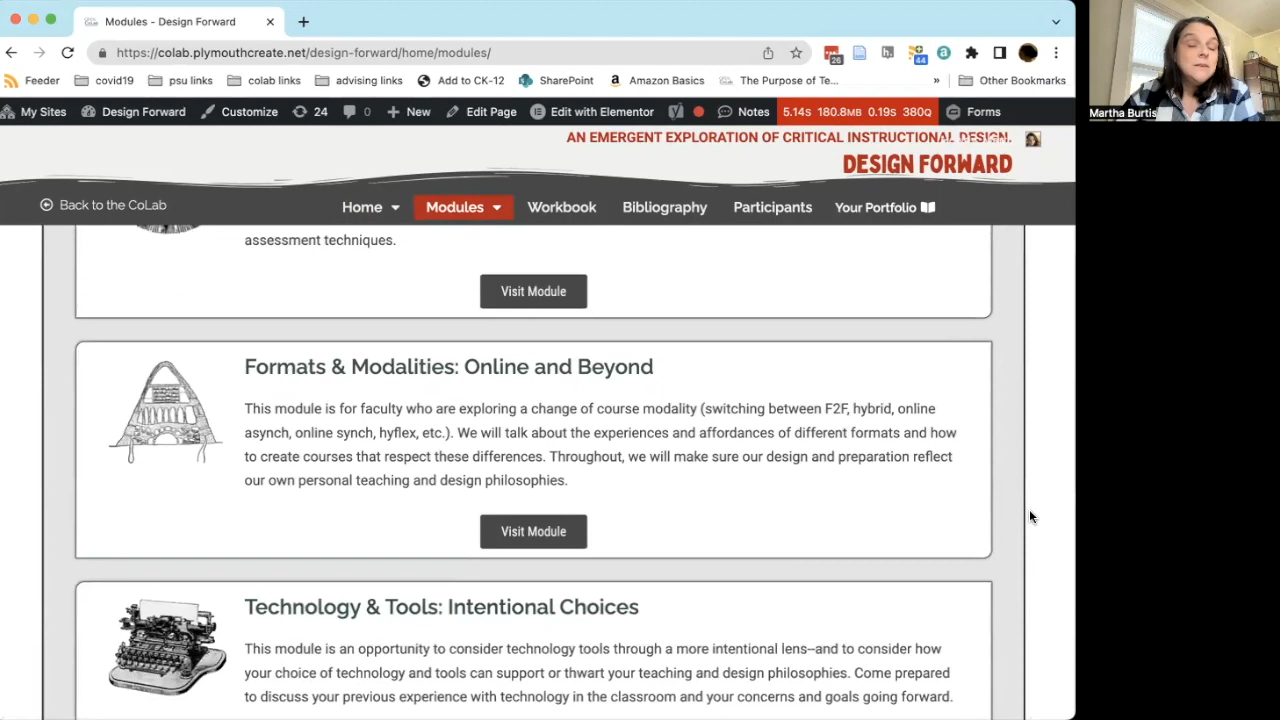 Modules - Design Forward
https://colab.plymouthcreate.net/design-forward/home/modules/
26
44
Feeder
covid19
psu links
colab links
advising links
Add to CK-12
SharePoint
Amazon Basics
The Purpose of Te...
»
Other Bookmarks
My Sites
Design Forward
Customize
24
0
New
Edit Page
Edit with Elementor
Notes
5.14S 180.8MB 0.19S 380Q
Forms
AN EMERGENT EXPLORATION OF CRITICAL INSTRUCTIONAL DESIGN.
DESIGN FORWARD
Back to the CoLab
Home
Modules
Workbook
Bibliography
Participants
Your Portfolio
assessment techniques.
Visit Module
Formats & Modalities: Online and Beyond
This module is for faculty who are exploring a change of course modality (switching between F2F, hybrid, online
asynch, online synch, hyflex, etc.). We will talk about the experiences and affordances of different formats and how
to create courses that respect these differences. Throughout, we will make sure our design and preparation reflect
our own personal teaching and design philosophies.
Visit Module
Technology & Tools: Intentional Choices
This module is an opportunity to consider technology tools through a more intentional lens–and to consider how
your choice of technology and tools can support or thwart your teaching and design philosophies. Come prepared
to discuss your previous experience with technology in the classroom and your concerns and goals going forward.
Martha Burtis